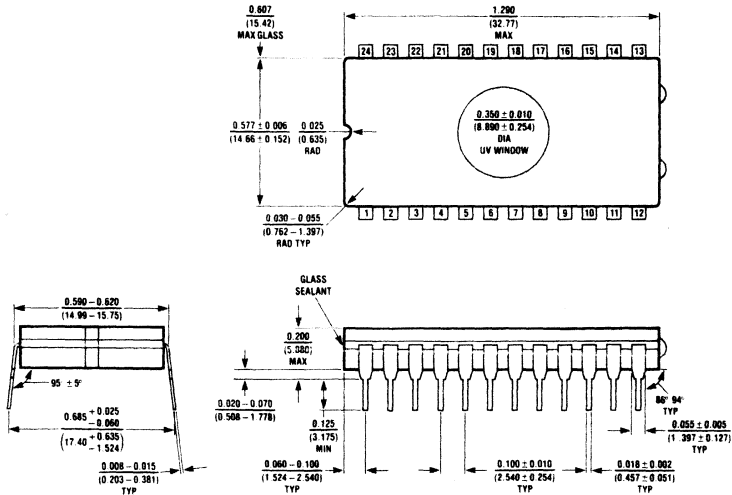 0.607
(15.42)
MAX GLASS
1.290
(32.77)
MAX
24 23 22 21 20 19 18 17 16 15 14 13
0.577 ± 0.006
(14.66 ± 0.152)
0.025
(0.635)
RAD
0.350 ± 0.010
(8.890 ± 0.254)
DIA
UV WINDOW
0.030 – 0.055
(0.762 – 1.397)
RAD TYP
1 2 3 4 5 6 7 8 9 10 11 12
0.590 – 0.620
(14.99 – 15.75)
95 ±5°
0.685 +0.025
–0.060
(17.40 +0.635
–1.524)
0.008 – 0.015
(0.203 – 0.381)
TYP
GLASS
SEALANT
0.200
(5.080)
MAX
0.020 – 0.070
(0.508 – 1.778)
0.125
(3.175)
MIN
86° 94°
TYP
0.055 ± 0.005
(1.397 ± 0.127)
TYP
0.060 – 0.100
(1.524 – 2.540)
TYP
0.100 ± 0.010
(2.540 ± 0.254)
TYP
0.018 ± 0.002
(0.457 ± 0.051)
TYP